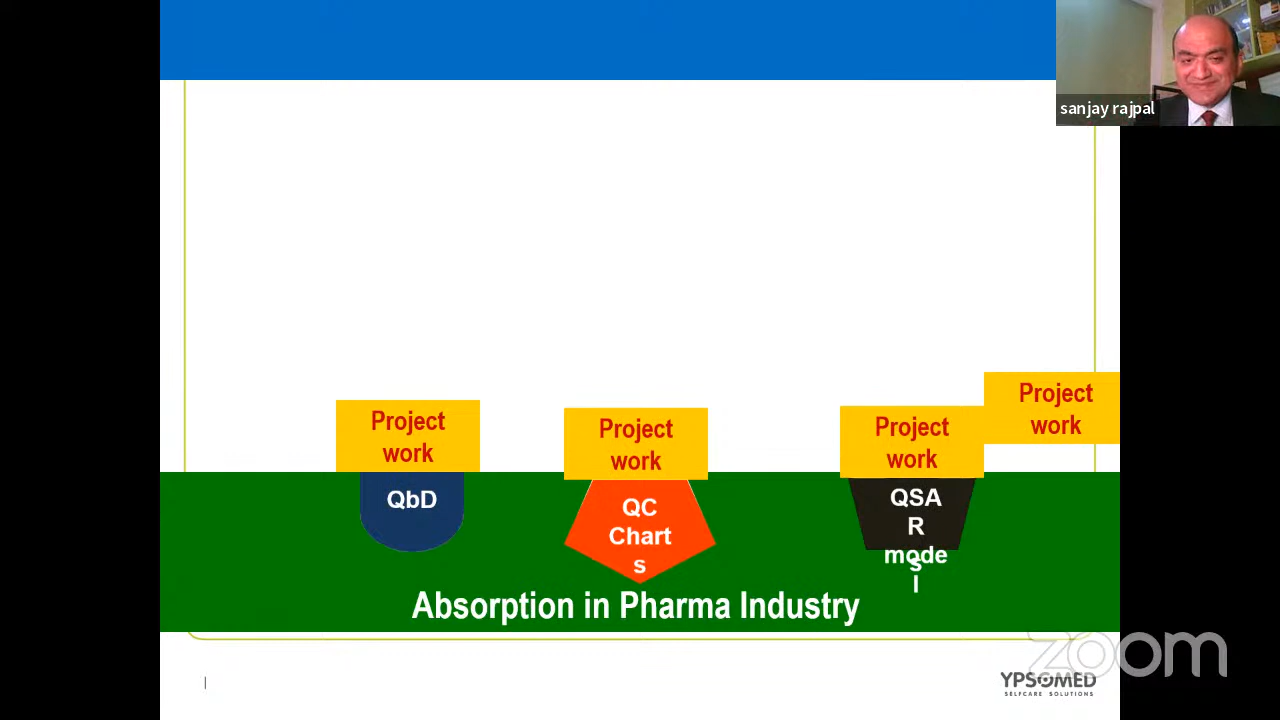 sanjay rajpal
Project
work
Project
work
Project
work
Project
work
QbD
QC
Chart
s
QSA
R
mode
s
l
Absorption in Pharma Industry
zoom
YPSOMED
SELFCARE SOLUTIONS